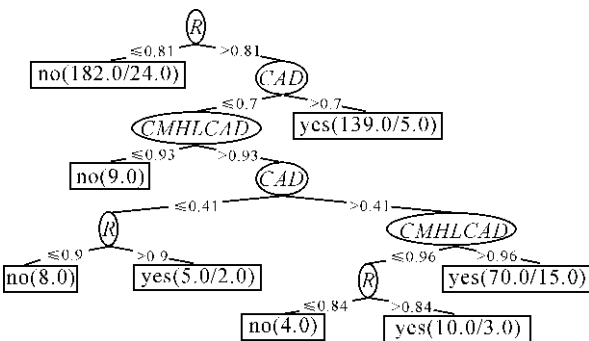 R
≤0.81 >0.81
no(182.0/24.0) CAD
≤0.7 >0.7
CMHLCAD yes(139.0/5.0)
≤0.93 >0.93
no(9.0) CAD
≤0.41 >0.41
R CMHLCAD
≤0.9 >0.9 ≤0.96 >0.96
no(8.0) yes(5.0/2.0) R yes(70.0/15.0)
≤0.84 >0.84
no(4.0) yes(10.0/3.0)